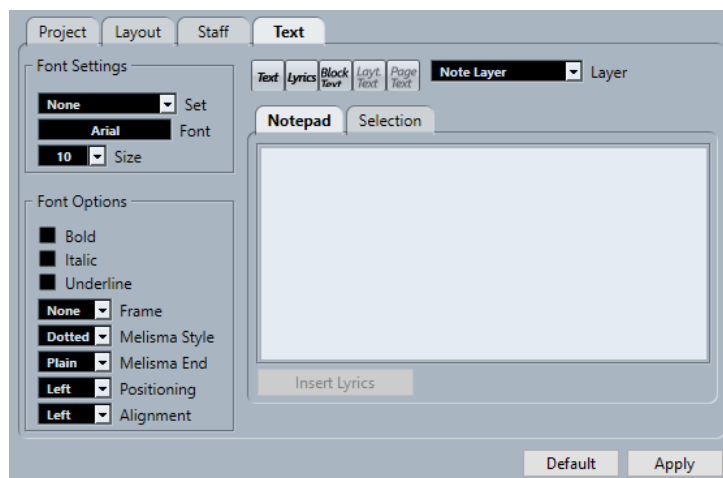 Project Layout Staff Text
Font Settings
None Set
Arial Font
10 Size
Font Options
Bold
Italic
Underline
None Frame
Dotted Melisma Style
Plain Melisma End
Left Positioning
Left Alignment
Text Lyrics Block Text Layt. Text Page Text Note Layer Layer
Notepad Selection
Insert Lyrics
Default Apply